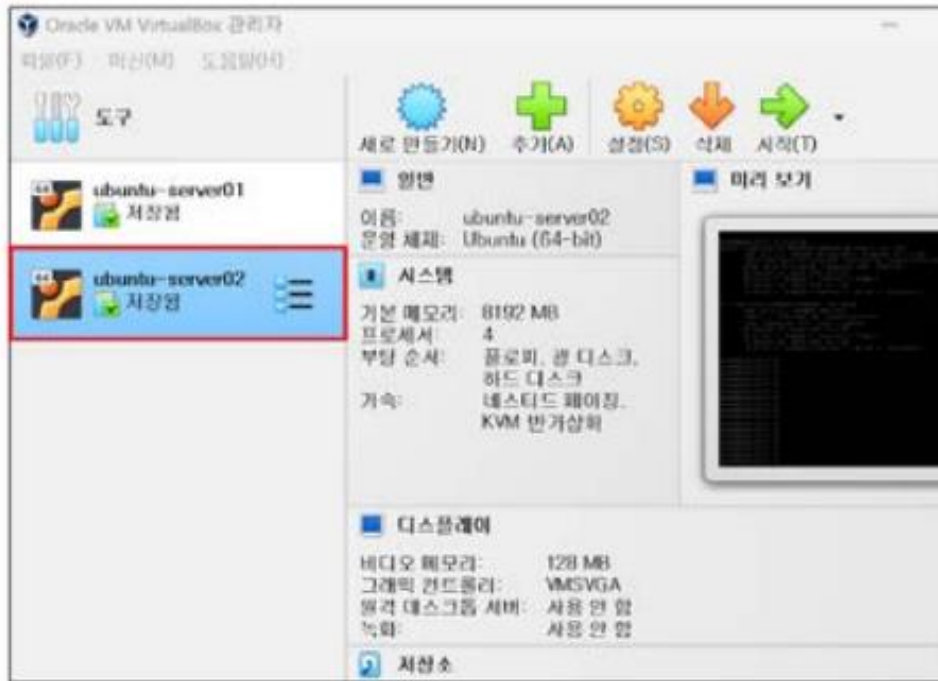 Oracle VM VirtualBox 관리자
파일(F) 머신(M) 도움말(H)
도구
새로 만들기(N) 추가(A) 설정(S) 삭제 시작(T)
ubuntu-server01
저장됨
ubuntu-server02
저장됨
일반
이름: ubuntu-server02
운영 체제: Ubuntu (64-bit)
시스템
기본 메모리: 8192 MB
프로세서: 4
부팅 순서: 플로피, 광 디스크,
하드 디스크
가속: 네스티드 페이징,
KVM 반가상화
미리 보기
디스플레이
비디오 메모리: 128 MB
그래픽 컨트롤러: VMSVGA
원격 데스크톱 서버: 사용 안 함
녹화: 사용 안 함
저장소